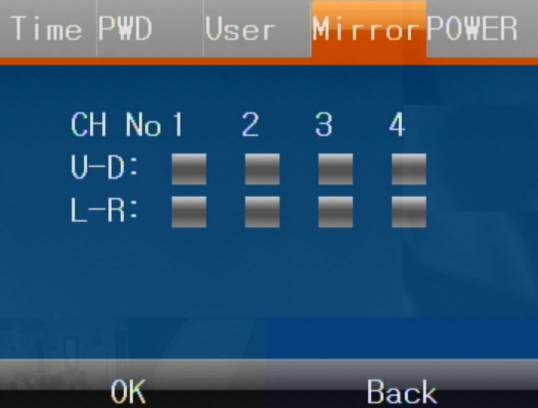 Time PWD User Mirror POWER
CH No 1 2 3 4
U-D:
L-R:
OK Back